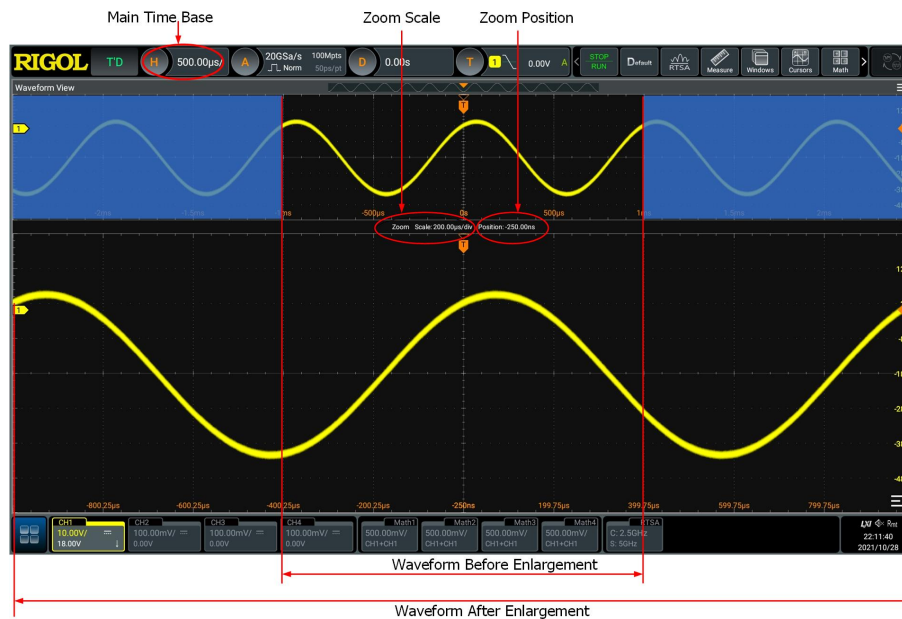 Main Time Base Zoom Scale Zoom Position
RIGOL T'D H 500.00µs/ A 20GSa/s 100Mpts D 0.00s T 1 0.00V A < STOP Default RTSA Measure Windows Cursors Math >
Norm 50ps/pt RUN
Waveform View
T
1
-2ms -1.5ms -1ms -500µs 0s 500µs 1ms 1.5ms 2ms
Zoom Scale:200.00µs/div Position:-250.00ns
T
1
-800.25µs -600.25µs -400.25µs -200.25µs -250ns 199.75µs 399.75µs 599.75µs 799.75µs
CH1 CH2 CH3 CH4 Math1 Math2 Math3 Math4 RTSA
10.00V/ 100.00mV/ 100.00mV/ 100.00mV/ 500.00mV/ 500.00mV/ 500.00mV/ 500.00mV/ C: 2.5GHz
18.00V 0.00V 0.00V 0.00V CH1+CH1 CH1+CH1 CH1+CH1 CH1+CH1 S: 5GHz
LXI Rmt
22:11:40
2021/10/28
Waveform Before Enlargement
Waveform After Enlargement